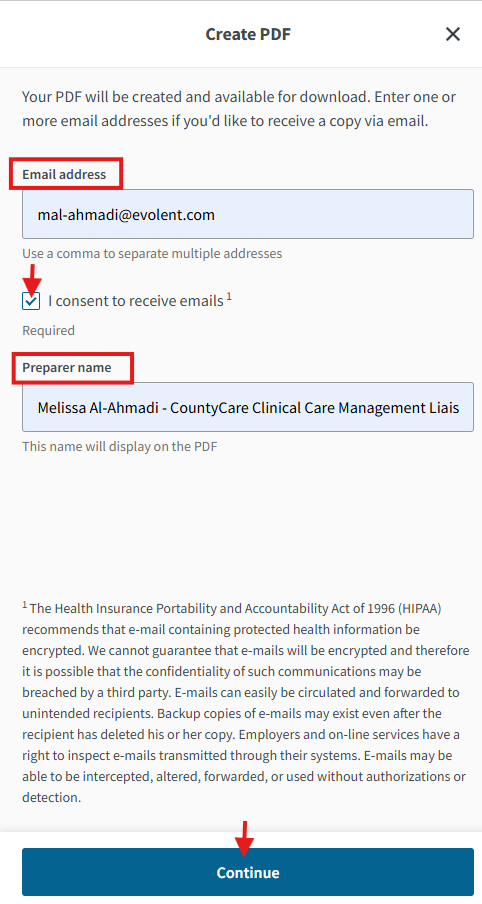 Create PDF
Your PDF will be created and available for download. Enter one or
more email addresses if you'd like to receive a copy via email.
Email address
mal-ahmadi@evolent.com
Use a comma to separate multiple addresses
I consent to receive emails 1
Required
Preparer name
Melissa Al-Ahmadi - CountyCare Clinical Care Management Liais
This name will display on the PDF
1 The Health Insurance Portability and Accountability Act of 1996 (HIPAA)
recommends that e-mail containing protected health information be
encrypted. We cannot guarantee that e-mails will be encrypted and therefore
it is possible that the confidentiality of such communications may be
breached by a third party. E-mails can easily be circulated and forwarded to
unintended recipients. Backup copies of e-mails may exist even after the
recipient has deleted his or her copy. Employers and on-line services have a
right to inspect e-mails transmitted through their systems. E-mails may be
able to be intercepted, altered, forwarded, or used without authorizations or
detection.
Continue